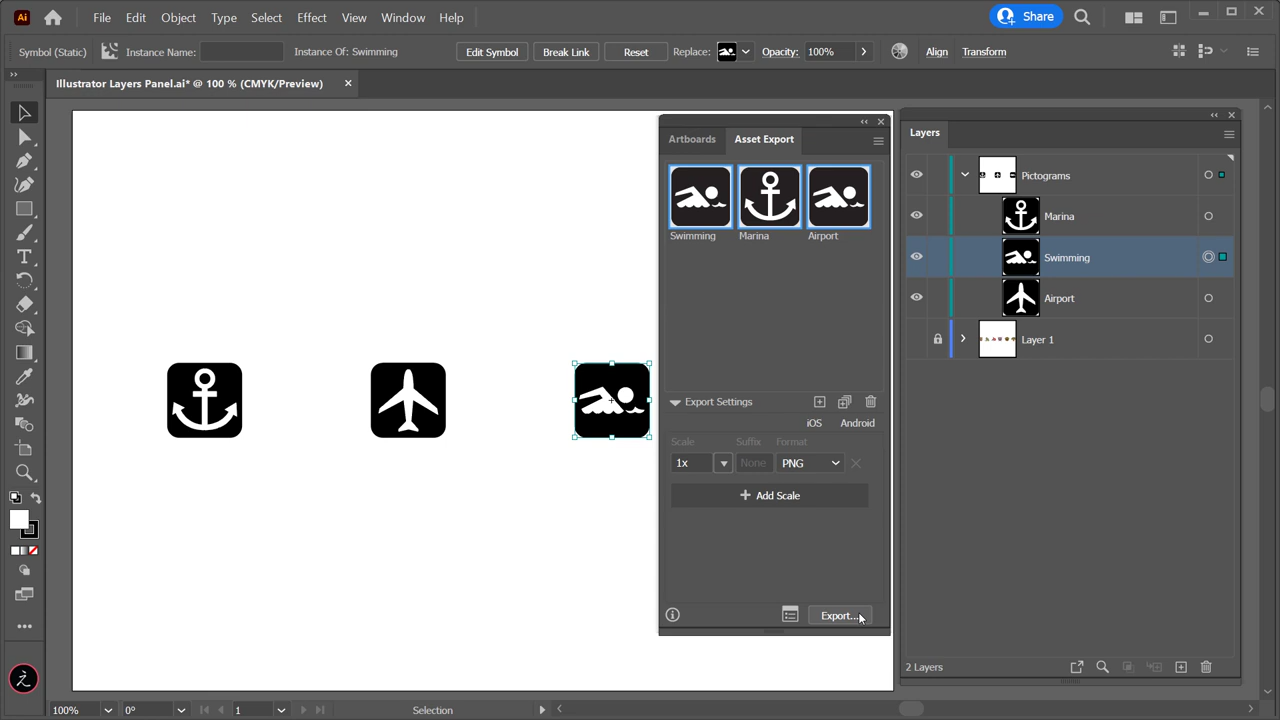 Ai File Edit Object Type Select Effect View Window Help Share
Symbol (Static) Instance Name: Instance Of: Swimming Edit Symbol Break Link Reset Replace: Opacity: 100% Align Transform
Illustrator Layers Panel.ai* @ 100 % (CMYK/Preview)
Artboards Asset Export
Swimming Marina Airport
Export Settings
iOS Android
Scale Suffix Format
1x None PNG
Add Scale
Export...
Layers
Pictograms
Marina
Swimming
Airport
Layer 1
2 Layers
え
100% 0° 1 Selection